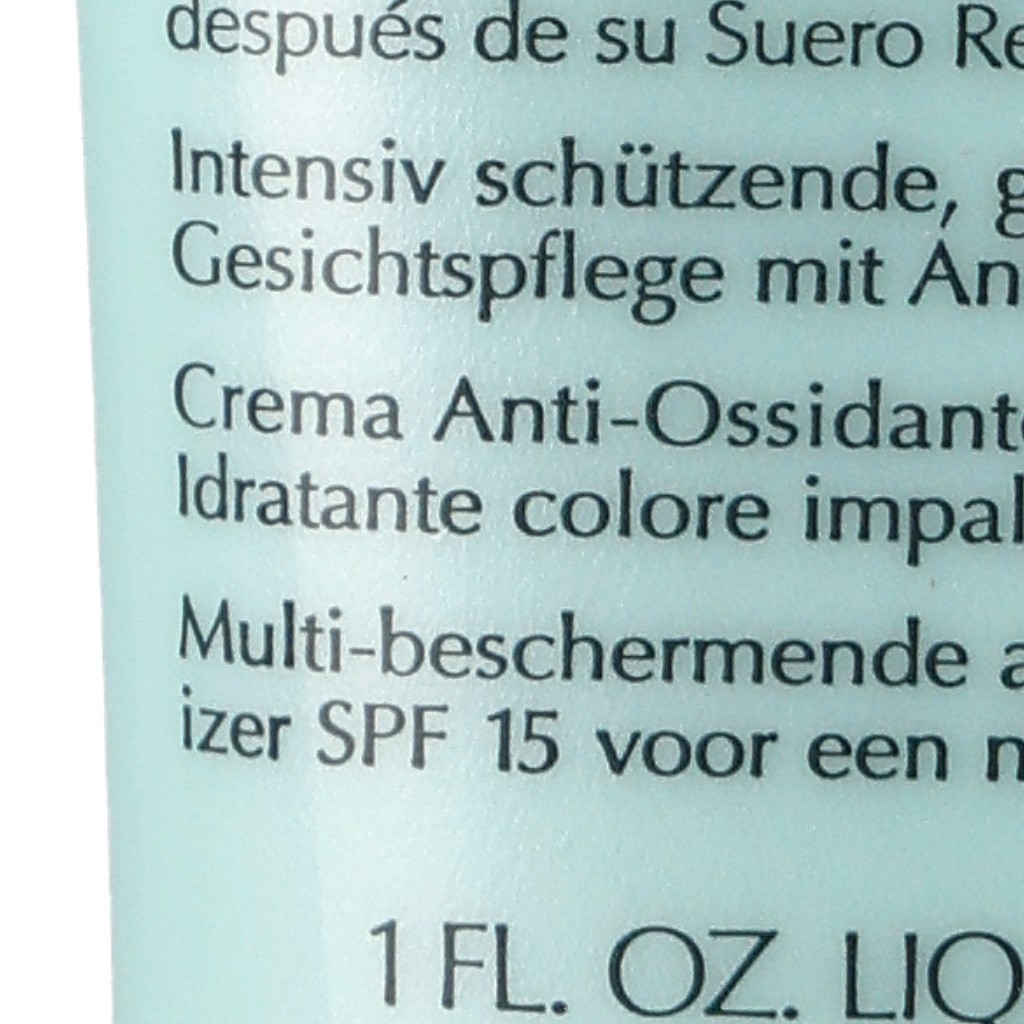 después de su Suero Re
Intensiv schützende, g
Gesichtspflege mit An
Crema Anti-Ossidante
Idratante colore impal
Multi-beschermende a
izer SPF 15 voor een n
1 FL. OZ. LIQ